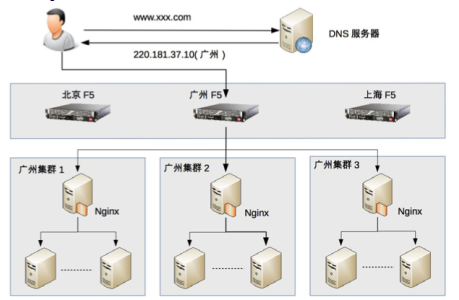 www.xxx.com
DNS 服务器
220.181.37.10( 广州 )
北京 F5
广州 F5
上海 F5
广州集群 1
广州集群 2
广州集群 3
Nginx
Nginx
Nginx